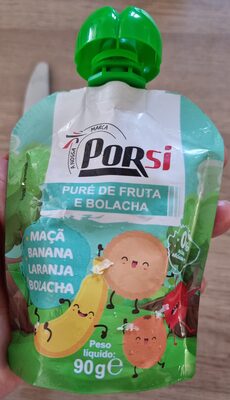 A NOSSA MARCA
PORSI
PURÉ DE FRUTA
E BOLACHA
MAÇÃ
BANANA
LARANJA
BOLACHA
Peso
líquido:
90g℮